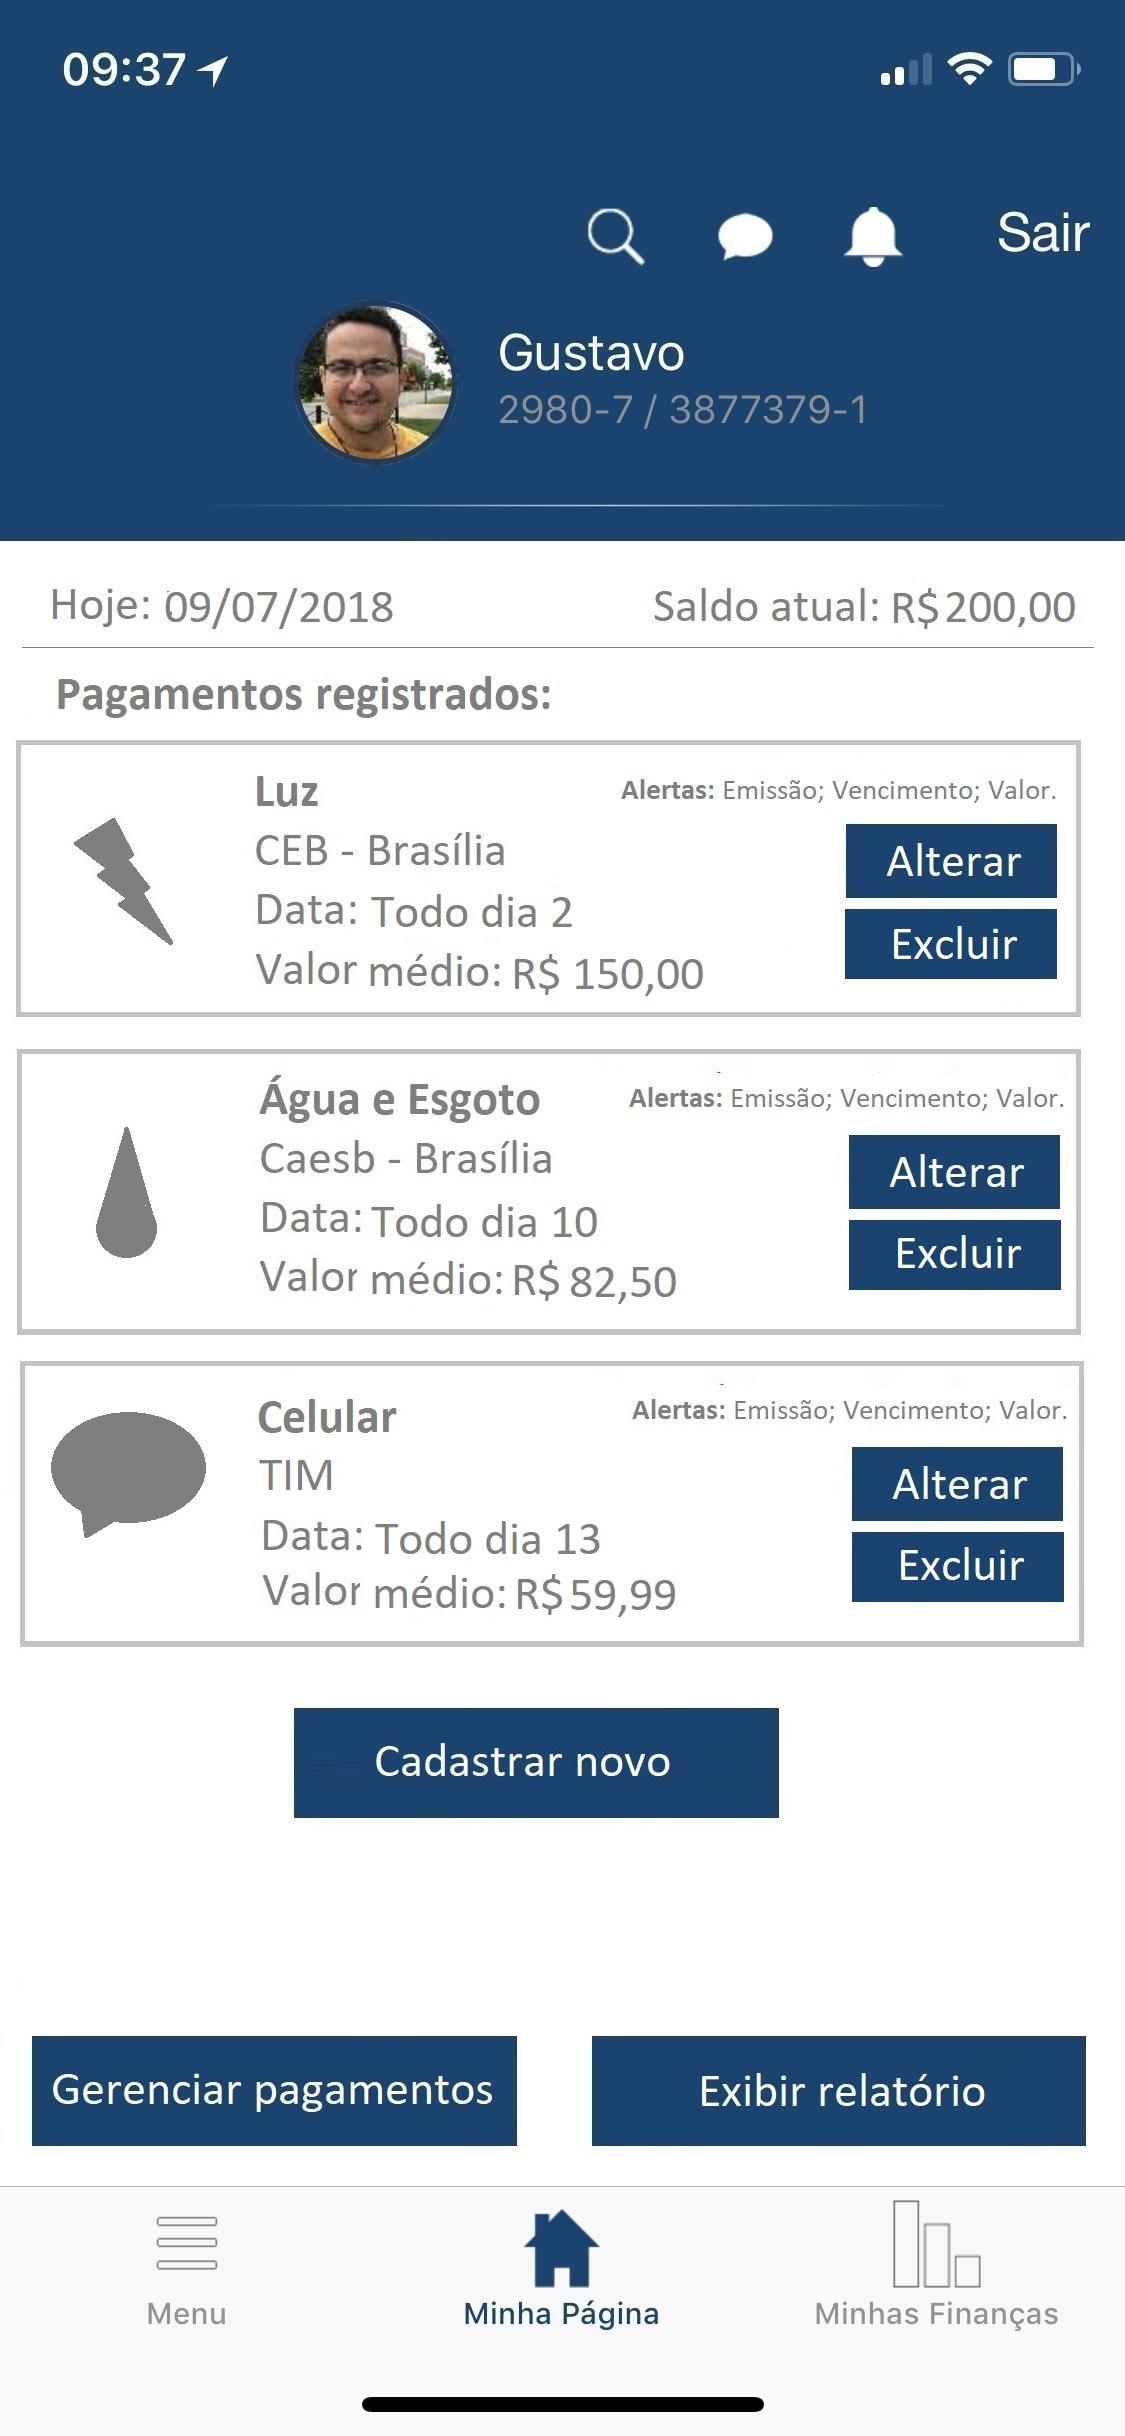 09:37
Sair
Gustavo
2980-7 / 3877379-1
Hoje: 09/07/2018 Saldo atual: R$ 200,00
Pagamentos registrados:
Luz Alertas: Emissão; Vencimento; Valor.
CEB - Brasília Alterar
Data: Todo dia 2 Excluir
Valor médio: R$ 150,00
Água e Esgoto Alertas: Emissão; Vencimento; Valor.
Caesb - Brasília Alterar
Data: Todo dia 10 Excluir
Valor médio: R$ 82,50
Celular Alertas: Emissão; Vencimento; Valor.
TIM Alterar
Data: Todo dia 13 Excluir
Valor médio: R$ 59,99
Cadastrar novo
Gerenciar pagamentos Exibir relatório
Menu Minha Página Minhas Finanças